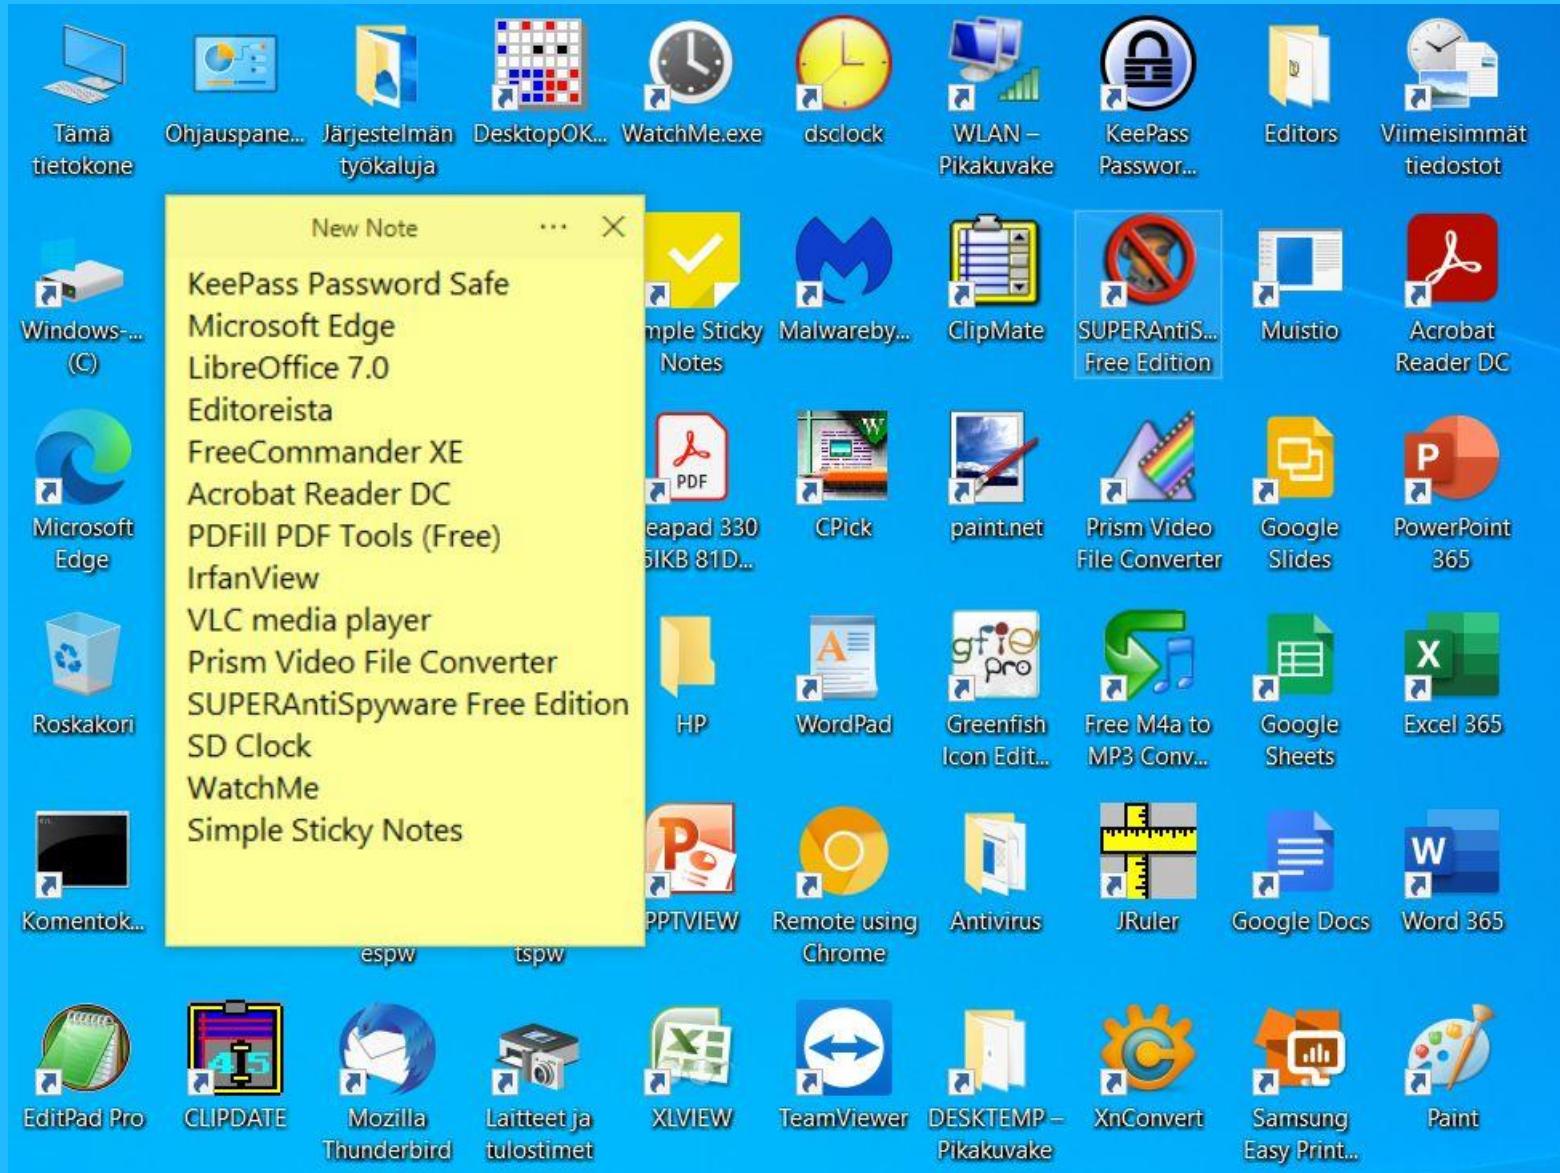 Tämä
tietokone
Ohjauspane...
Järjestelmän
työkaluja
DesktopOK...
WatchMe.exe
dsclock
WLAN –
Pikakuvake
KeePass
Passwor...
Editors
Viimeisimmät
tiedostot
New Note
KeePass Password Safe
Microsoft Edge
LibreOffice 7.0
Editoreista
FreeCommander XE
Acrobat Reader DC
PDFill PDF Tools (Free)
IrfanView
VLC media player
Prism Video File Converter
SUPERAntiSpyware Free Edition
SD Clock
WatchMe
Simple Sticky Notes
Windows-...
(C)
mple Sticky
Notes
Malwareby...
ClipMate
SUPERAntiS...
Free Edition
Muistio
Acrobat
Reader DC
Microsoft
Edge
PDF
eapad 330
5IKB 81D...
W
CPick
paint.net
Prism Video
File Converter
Google
Slides
P
PowerPoint
365
Roskakori
HP
A
WordPad
gfie
pro
Greenfish
Icon Edit...
Free M4a to
MP3 Conv...
Google
Sheets
X
Excel 365
Komentok...
espw
tspw
P
PPTVIEW
Remote using
Chrome
Antivirus
JRuler
Google Docs
W
Word 365
EditPad Pro
45
CLIPDATE
Mozilla
Thunderbird
Laitteet ja
tulostimet
X
XLVIEW
TeamViewer
DESKTEMP –
Pikakuvake
C
XnConvert
Samsung
Easy Print...
Paint